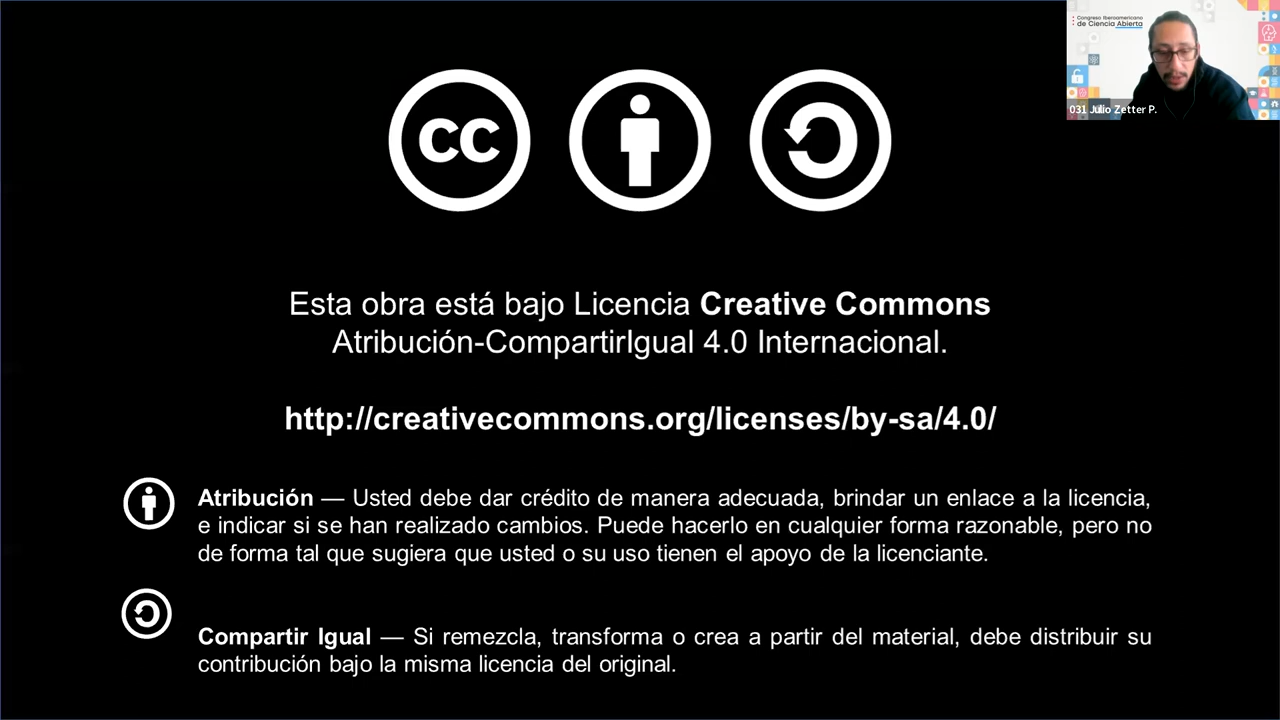 Congreso Iberoamericano
de Ciencia Abierta
031 Julio Zetter P.
cc
Esta obra está bajo Licencia Creative Commons
Atribución-CompartirIgual 4.0 Internacional.
http://creativecommons.org/licenses/by-sa/4.0/
Atribución — Usted debe dar crédito de manera adecuada, brindar un enlace a la licencia,
e indicar si se han realizado cambios. Puede hacerlo en cualquier forma razonable, pero no
de forma tal que sugiera que usted o su uso tienen el apoyo de la licenciante.
Compartir Igual — Si remezcla, transforma o crea a partir del material, debe distribuir su
contribución bajo la misma licencia del original.